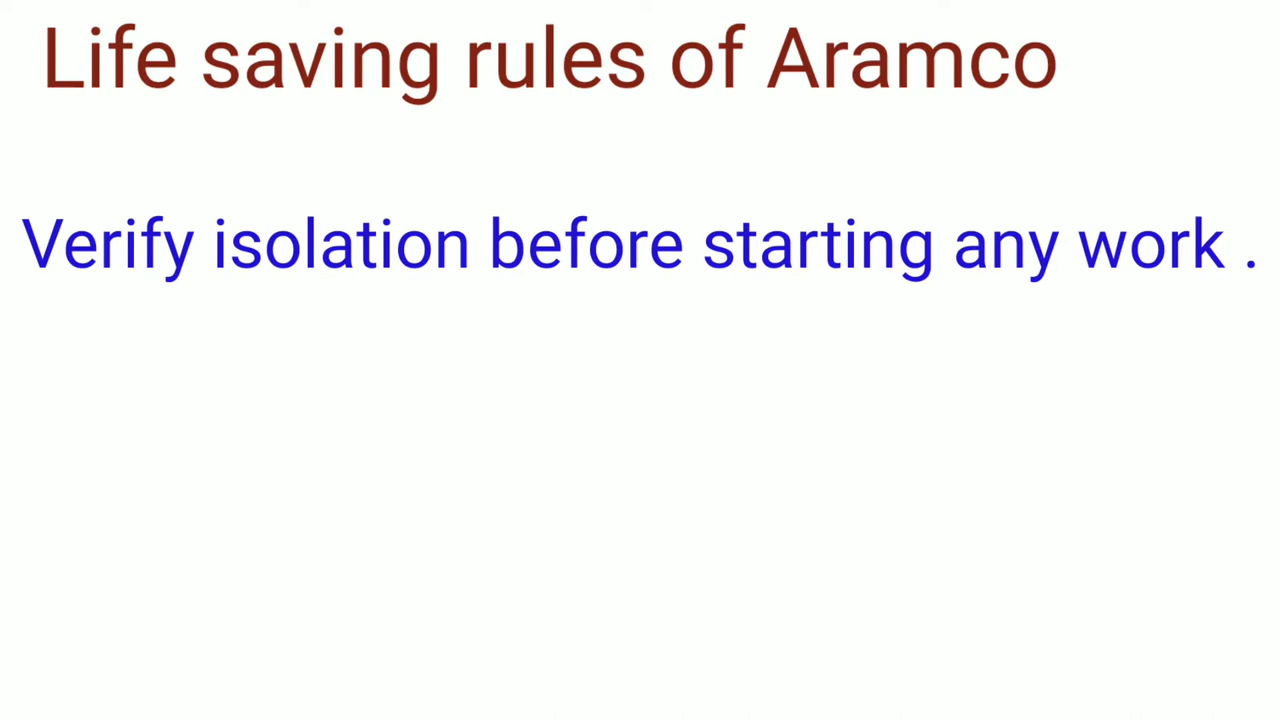 Life saving rules of Aramco
Verify isolation before starting any work .